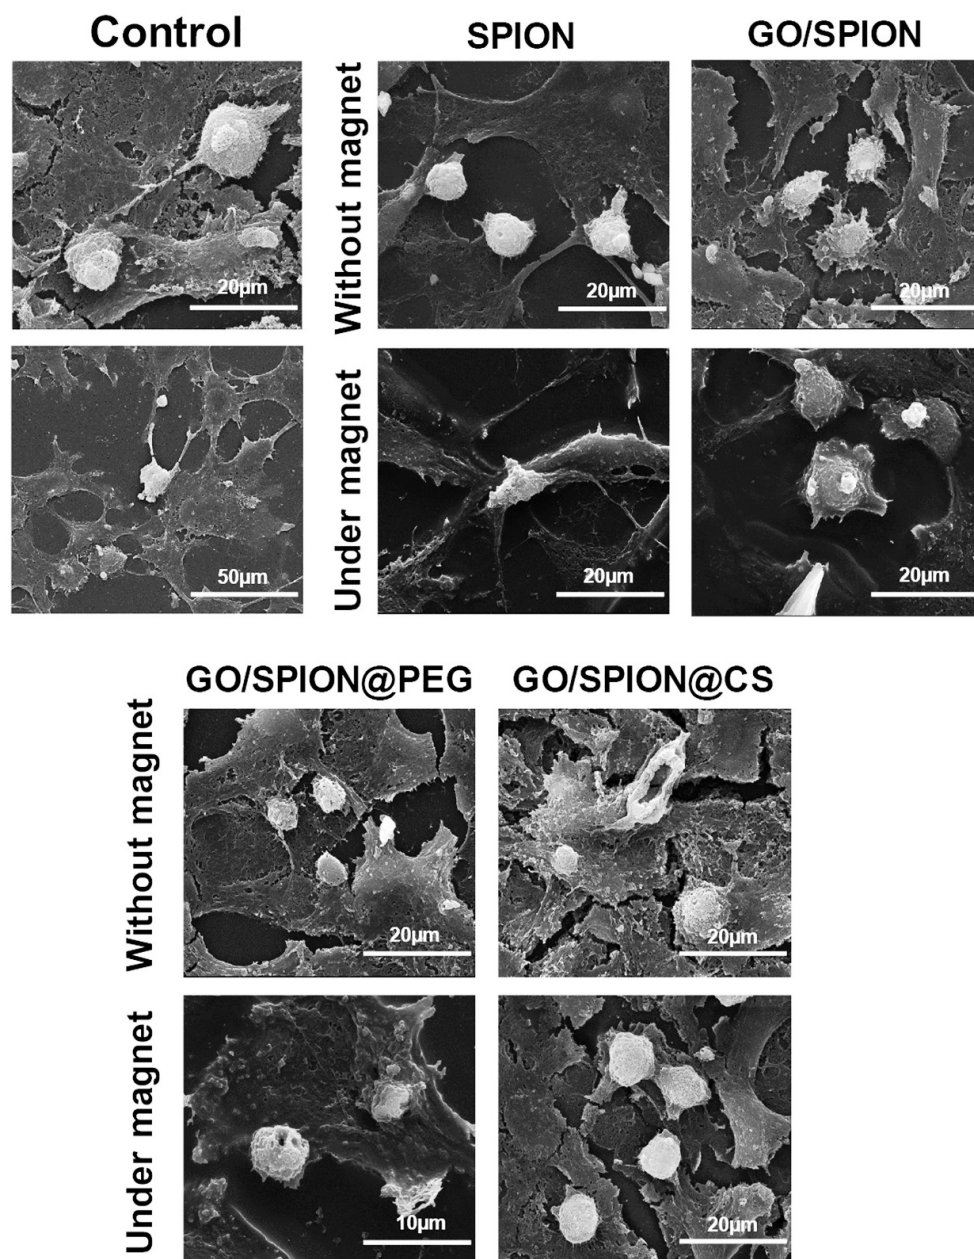 Control
SPION
GO/SPION
Without magnet
20µm
20µm
20µm
Under magnet
50µm
20µm
20µm
GO/SPION@PEG
GO/SPION@CS
Without magnet
20µm
20µm
Under magnet
10µm
20µm